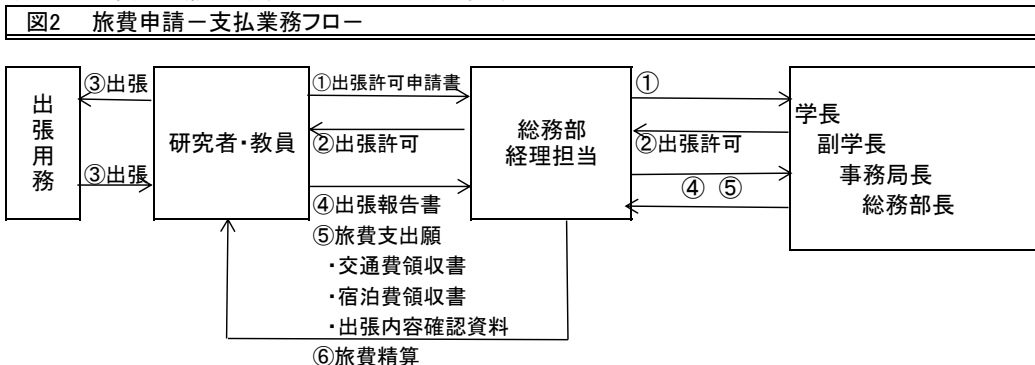 図2 旅費申請－支払業務フロー
出張用務
③出張
③出張
研究者・教員
①出張許可申請書
②出張許可
④出張報告書
⑤旅費支出願
・交通費領収書
・宿泊費領収書
・出張内容確認資料
⑥旅費精算
総務部
経理担当
①
②出張許可
④ ⑤
学長
副学長
事務局長
総務部長